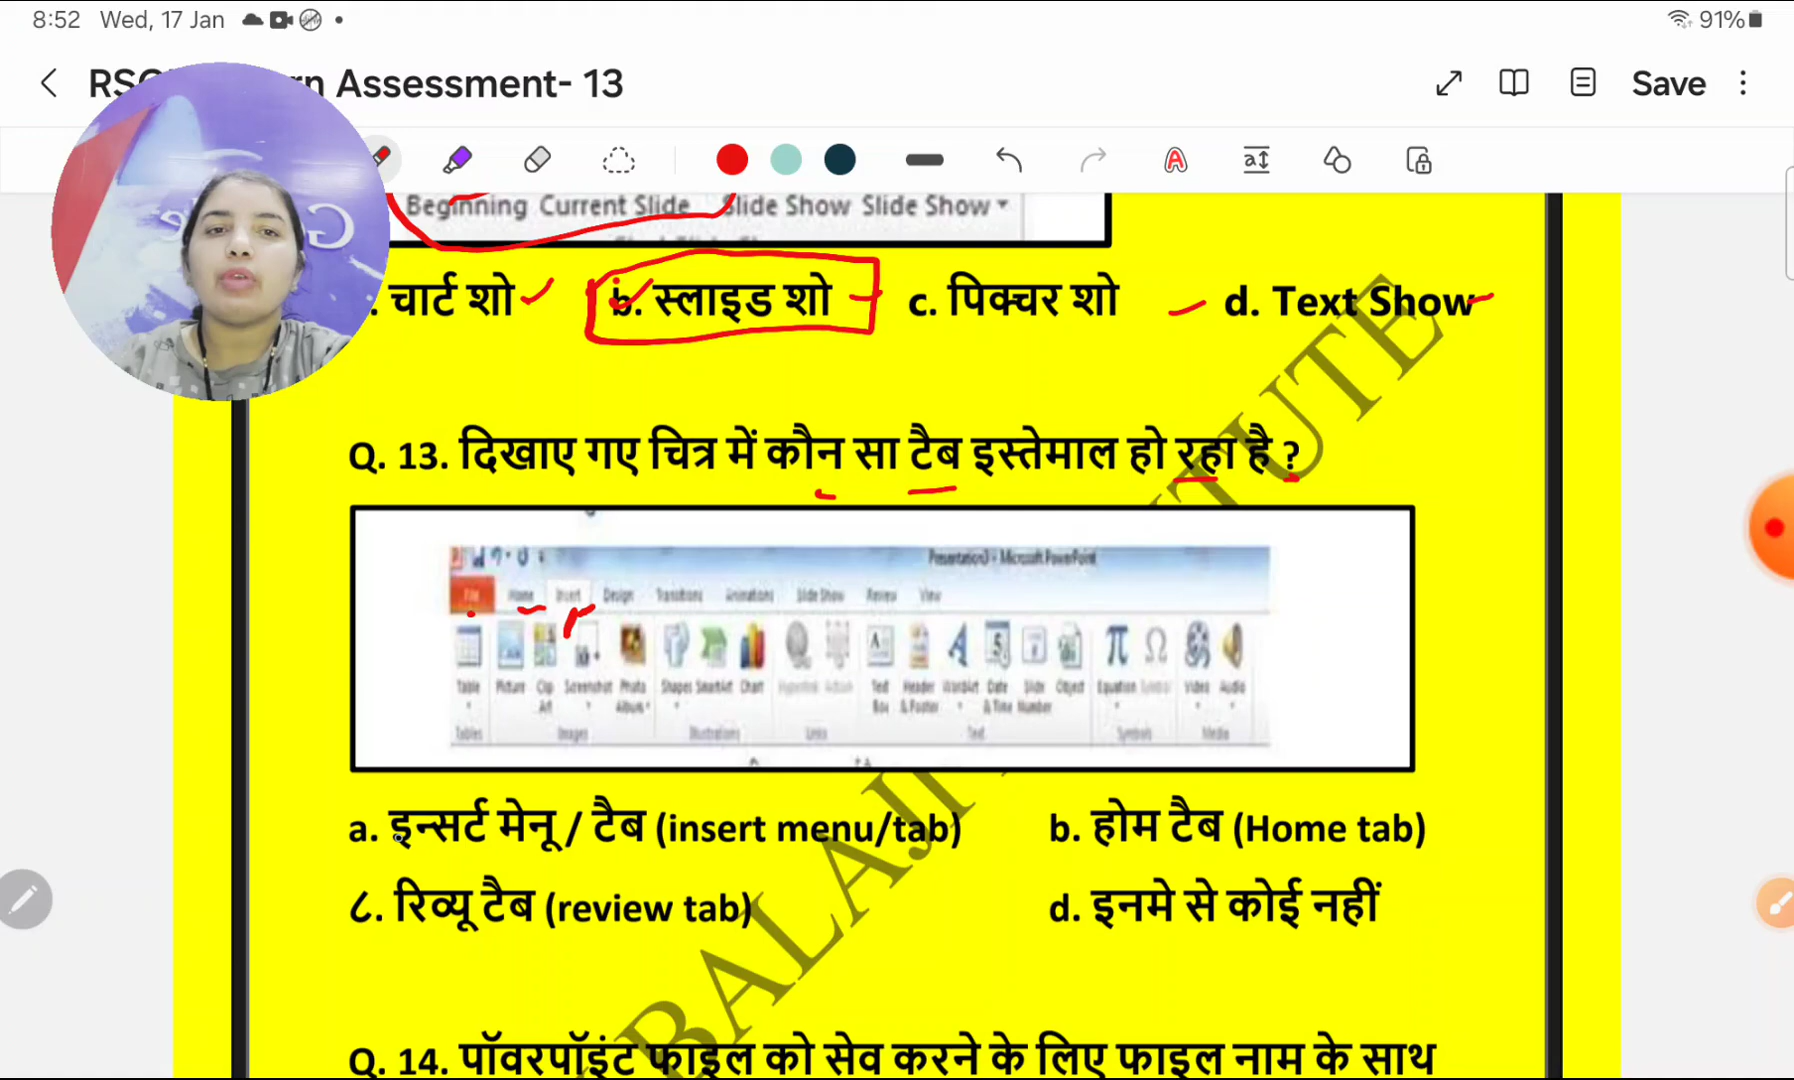 8:52 Wed, 17 Jan
91%
Assessment- 13
Save
Beginning Current Slide Slide Show Slide Show
चार्ट शो b. स्लाइड शो c. पिक्चर शो d. Text Show
Q. 13. दिखाए गए चित्र में कौन सा टैब इस्तेमाल हो रहा है ?
Presentation3 - Microsoft PowerPoint
File Home Insert Design Transitions Animations Slide Show Review View
Table Picture Clip Art Screenshot Photo Album Shapes SmartArt Chart Hyperlink Action Text Box Header & Footer WordArt Date & Time Slide Number Object Equation Symbol Video Audio
Tables Images Illustrations Links Text Symbols Media
a. इन्सर्ट मेनू / टैब (insert menu/tab) b. होम टैब (Home tab)
c. रिव्यू टैब (review tab) d. इनमे से कोई नहीं
Q. 14. पॉवरपॉइंट फाइल को सेव करने के लिए फाइल नाम के साथ
BALAJI